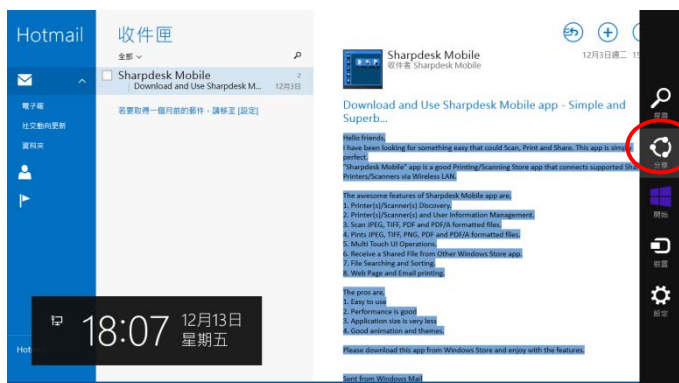 Hotmail
電子報
社交動向更新
資料夾
收件匣
全部
Sharpdesk Mobile
2
Download and Use Sharpdesk M...
12月3日
若要取得一個月前的郵件，請移至 [設定]
Sharpdesk Mobile
12月3日週二 15
收件者 Sharpdesk Mobile
Download and Use Sharpdesk Mobile app - Simple and
Superb...
Hello friends,
I have been looking for something easy that could Scan, Print and Share. This app is simply
perfect.
"Sharpdesk Mobile" app is a good Printing/Scanning Store app that connects supported Shar
Printers/Scanners via Wireless LAN.
The awesome features of Sharpdesk Mobile app are,
1. Printer(s)/Scanner(s) Discovery.
2. Printer(s)/Scanner(s) and User Information Management.
3. Scan JPEG, TIFF, PDF and PDF/A formatted files.
4. Pints JPEG, TIFF, PNG, PDF and PDF/A formatted files.
5. Multi Touch UI Operations.
6. Receive a Shared File from Other Windows Store app.
7. File Searching and Sorting.
8. Web Page and Email printing.
The pros are,
1. Easy to use
2. Performance is good
3. Application size is very less
4. Good animation and themes.
Please download this app from Windows Store and enjoy with the features.
Sent from Windows Mail
搜尋
分享
開始
裝置
設定
18:07
12月13日
星期五
Hot